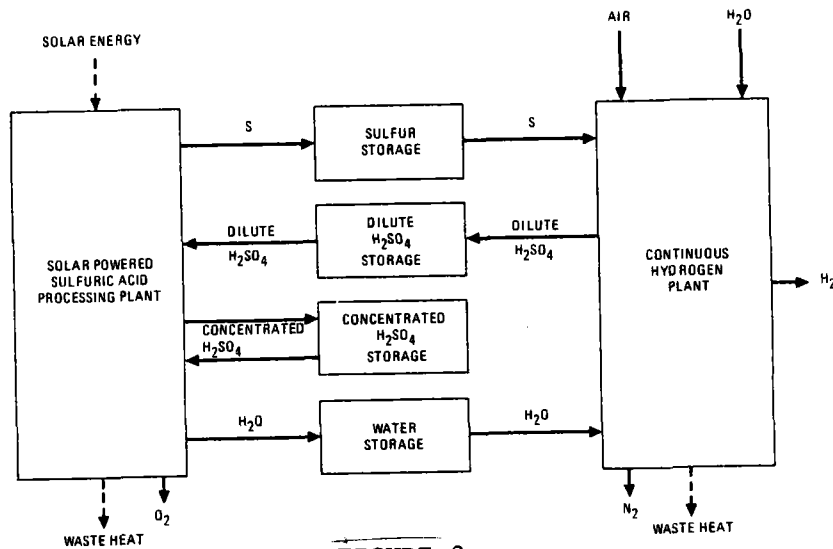 SOLAR ENERGY
AIR
H2O
S
SULFUR
STORAGE
S
DILUTE
H2SO4
DILUTE
H2SO4
STORAGE
DILUTE
H2SO4
SOLAR POWERED
SULFURIC ACID
PROCESSING PLANT
CONTINUOUS
HYDROGEN
PLANT
H2
CONCENTRATED
H2SO4
CONCENTRATED
H2SO4
STORAGE
H2O
WATER
STORAGE
H2O
WASTE HEAT
O2
N2
WASTE HEAT